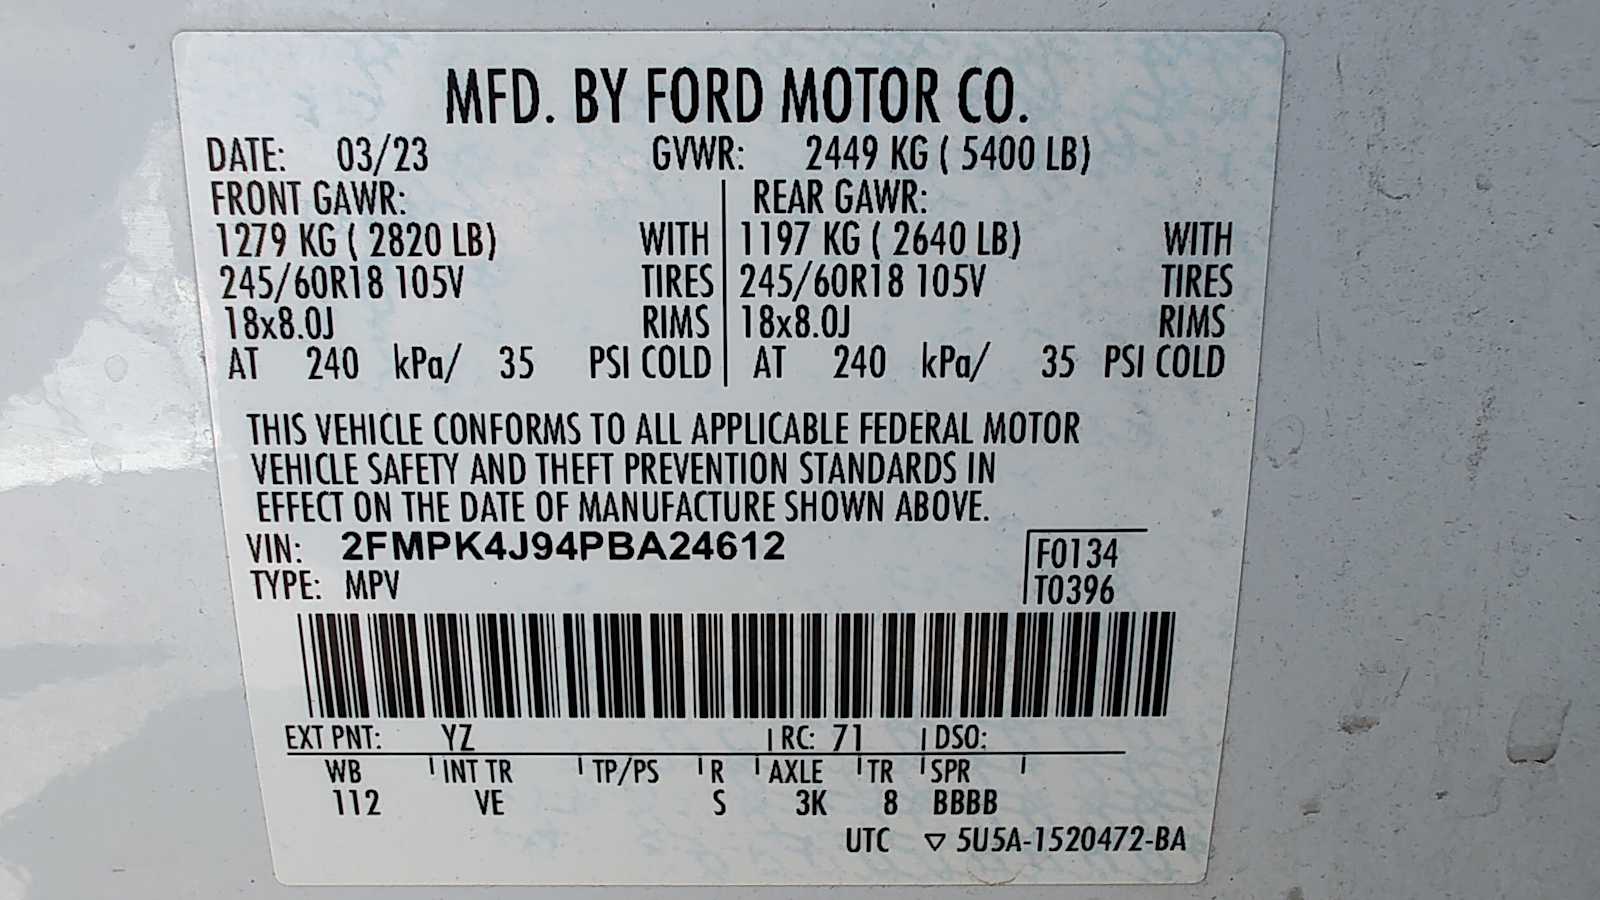 MFD. BY FORD MOTOR CO.
DATE: 03/23 GVWR: 2449 KG ( 5400 LB)
FRONT GAWR: REAR GAWR:
1279 KG ( 2820 LB) WITH 1197 KG ( 2640 LB) WITH
245/60R18 105V TIRES 245/60R18 105V TIRES
18x8.0J RIMS 18x8.0J RIMS
AT 240 kPa/ 35 PSI COLD AT 240 kPa/ 35 PSI COLD
THIS VEHICLE CONFORMS TO ALL APPLICABLE FEDERAL MOTOR
VEHICLE SAFETY AND THEFT PREVENTION STANDARDS IN
EFFECT ON THE DATE OF MANUFACTURE SHOWN ABOVE.
VIN: 2FMPK4J94PBA24612 F0134
TYPE: MPV T0396
EXT PNT: YZ RC: 71 DSO:
WB INT TR TP/PS R AXLE TR SPR
112 VE S 3K 8 BBBB
UTC ▽ 5U5A-1520472-BA